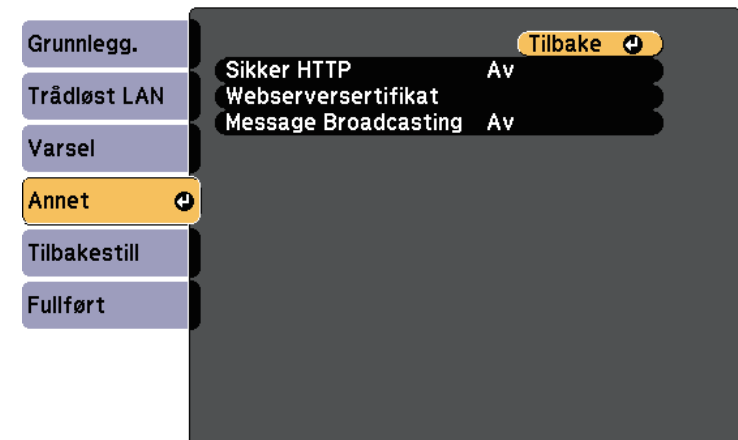 Grunnlegg.
Trådløst LAN
Varsel
Annet
Tilbakestill
Fullført
Tilbake
Sikker HTTP Av
Webserversertifikat
Message Broadcasting Av